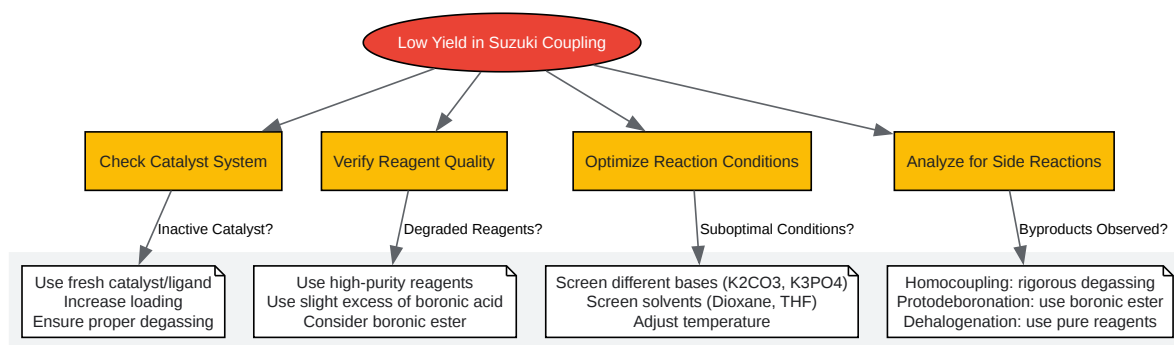 Low Yield in Suzuki Coupling
Check Catalyst System
Verify Reagent Quality
Optimize Reaction Conditions
Analyze for Side Reactions
Inactive Catalyst?
Degraded Reagents?
Suboptimal Conditions?
Byproducts Observed?
Use fresh catalyst/ligand
Increase loading
Ensure proper degassing
Use high-purity reagents
Use slight excess of boronic acid
Consider boronic ester
Screen different bases (K2CO3, K3PO4)
Screen solvents (Dioxane, THF)
Adjust temperature
Homocoupling: rigorous degassing
Protodeboronation: use boronic ester
Dehalogenation: use pure reagents